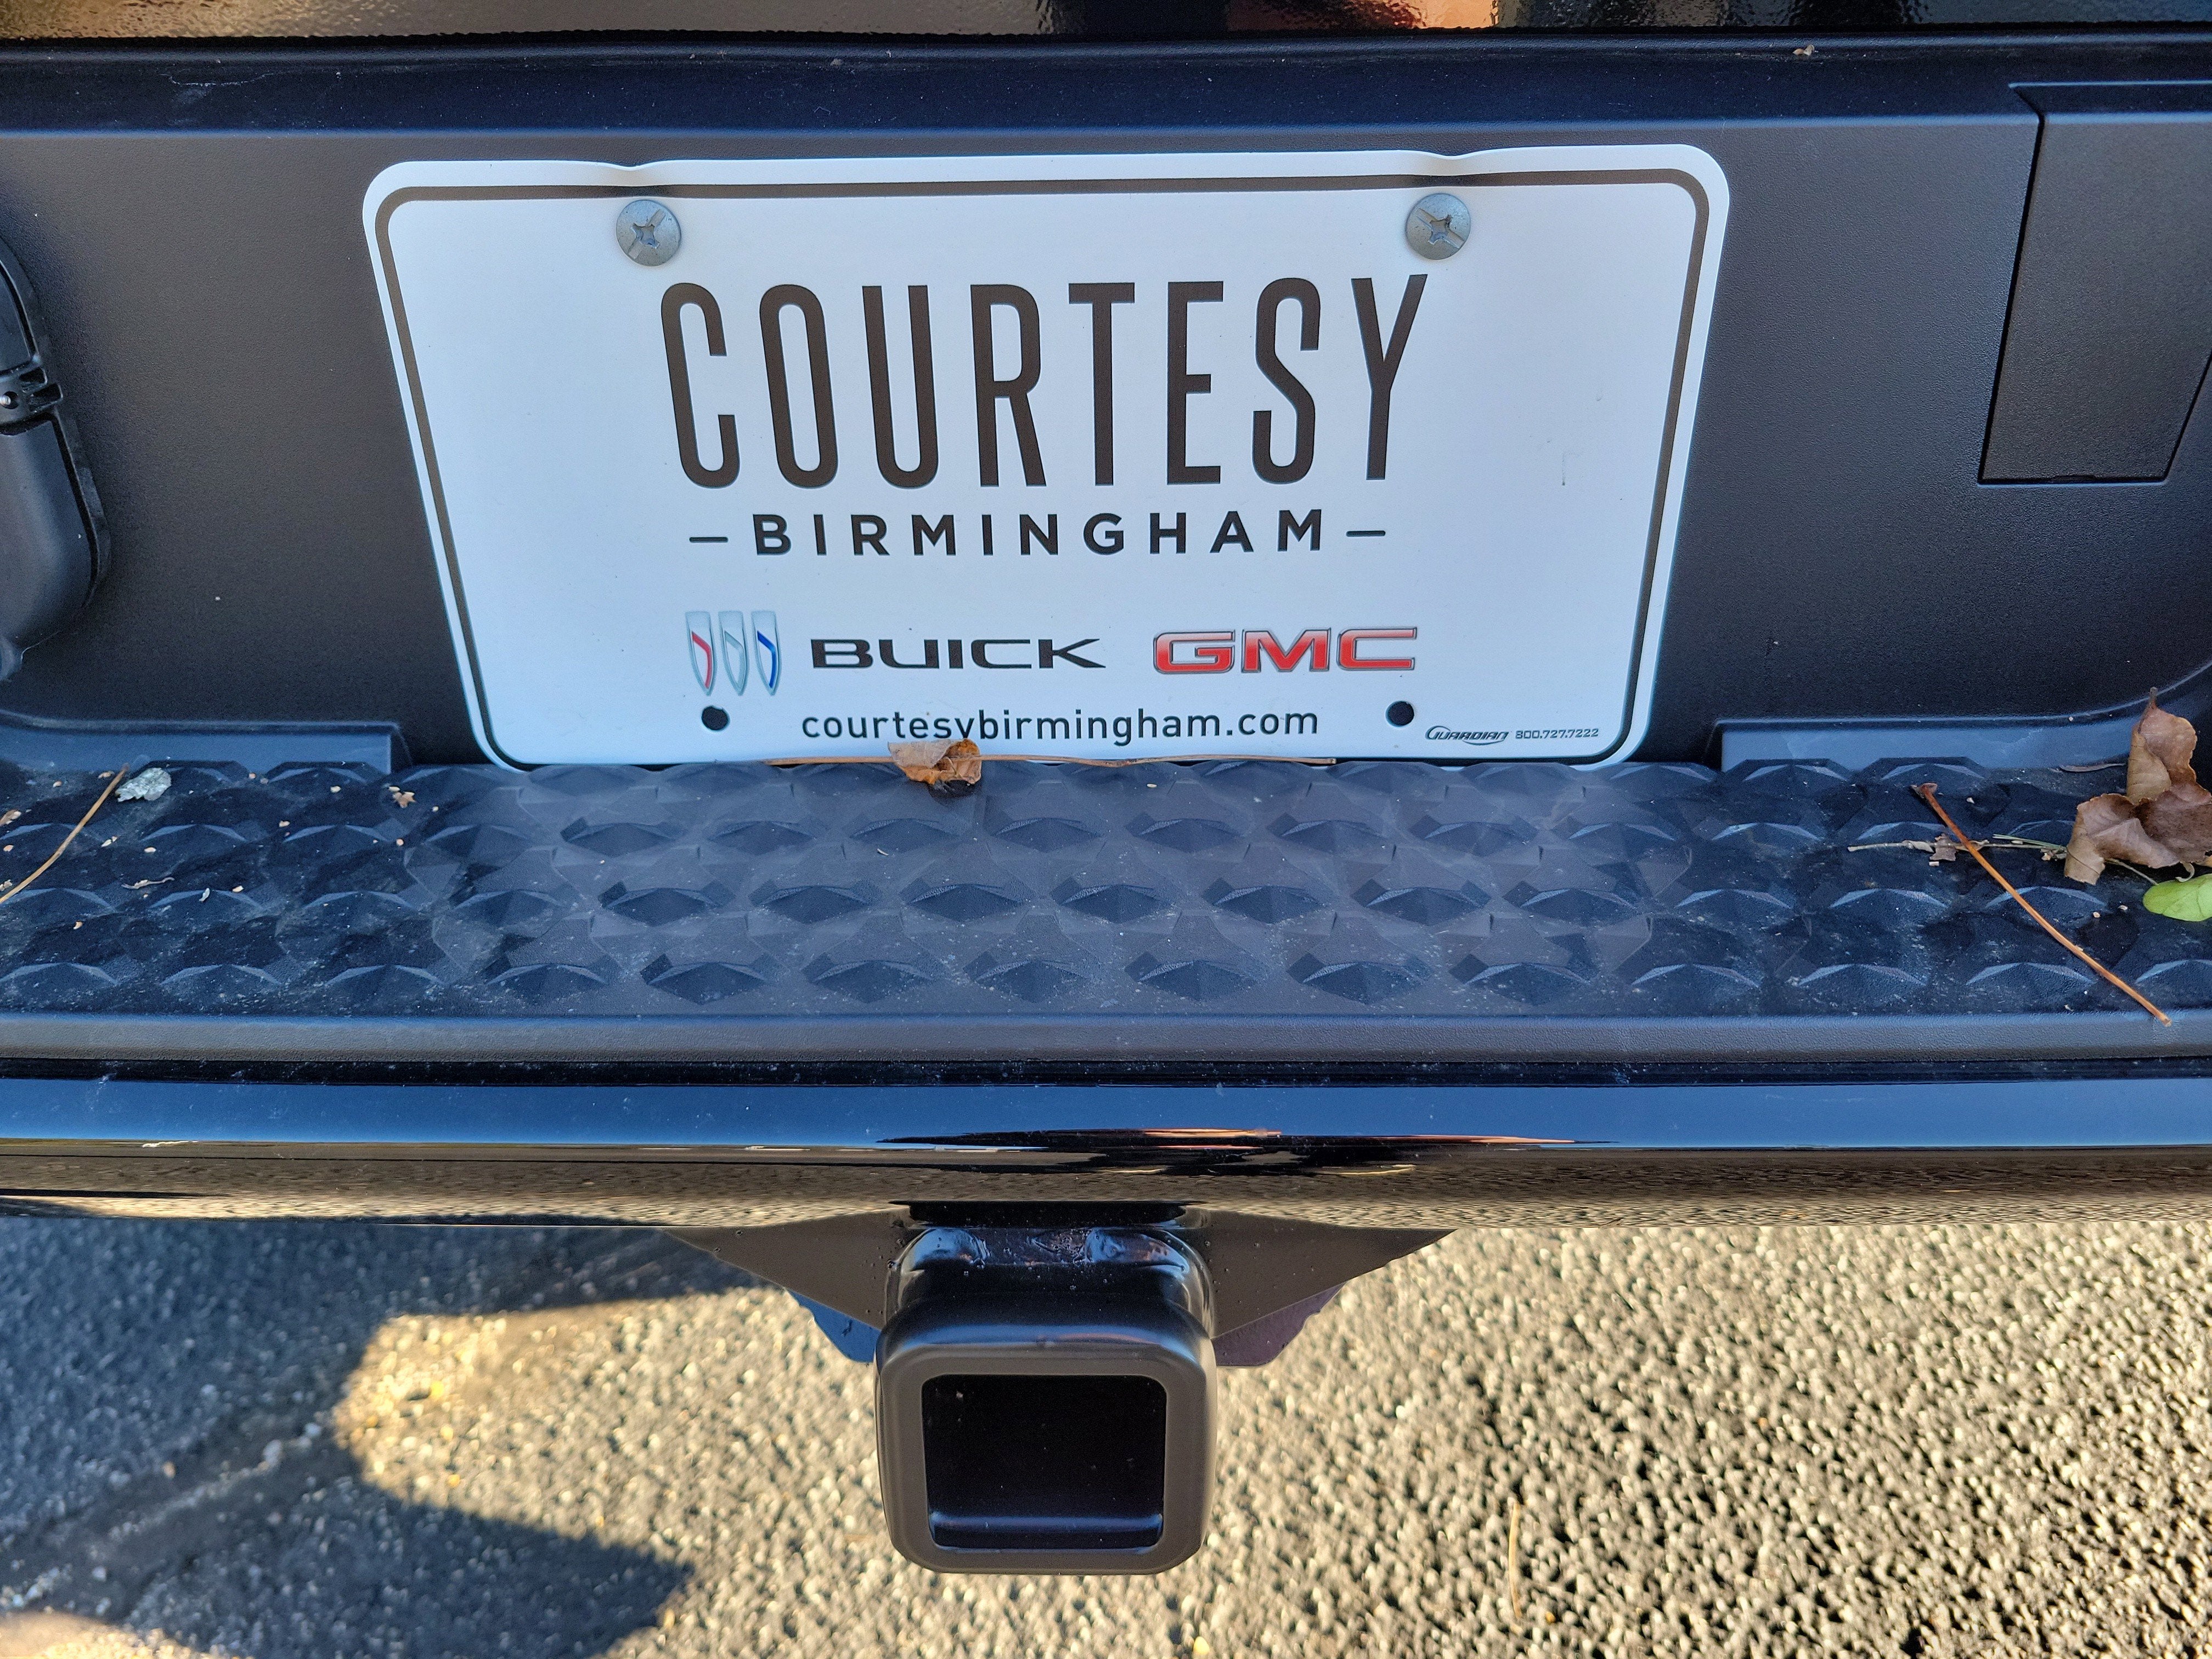 COURTESY
—BIRMINGHAM—
BUICK GMC
courtesybirmingham.com
GUARDIAN 800.727.7222